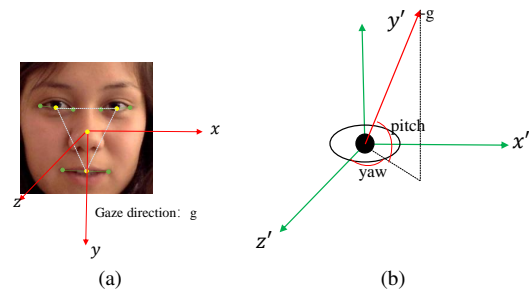 y′
g
x
pitch
x′
yaw
z
Gaze direction： g
z′
y
(a)
(b)